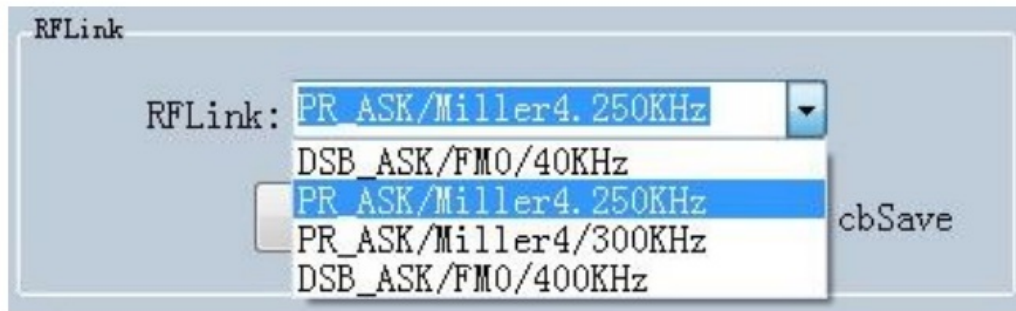 RFLink
RFLink: PR_ASK/Miller4.250KHz
DSB_ASK/FM0/40KHz
PR_ASK/Miller4.250KHz
cbSave
PR_ASK/Miller4/300KHz
DSB_ASK/FM0/400KHz